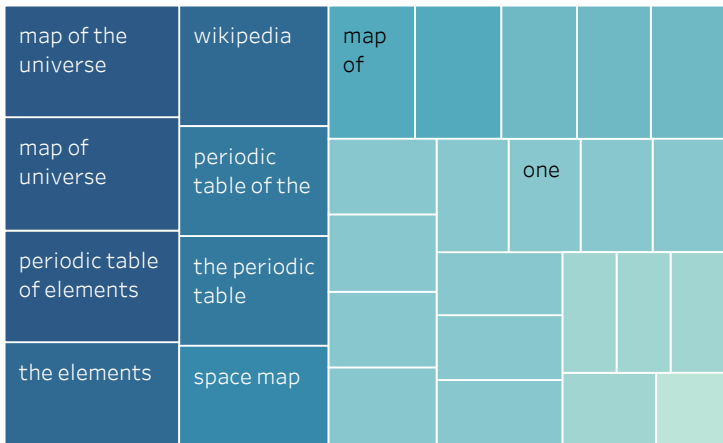 map of the
universe
map of
universe
periodic table
of elements
the elements
wikipedia
periodic
table of the
the periodic
table
space map
map
of
one